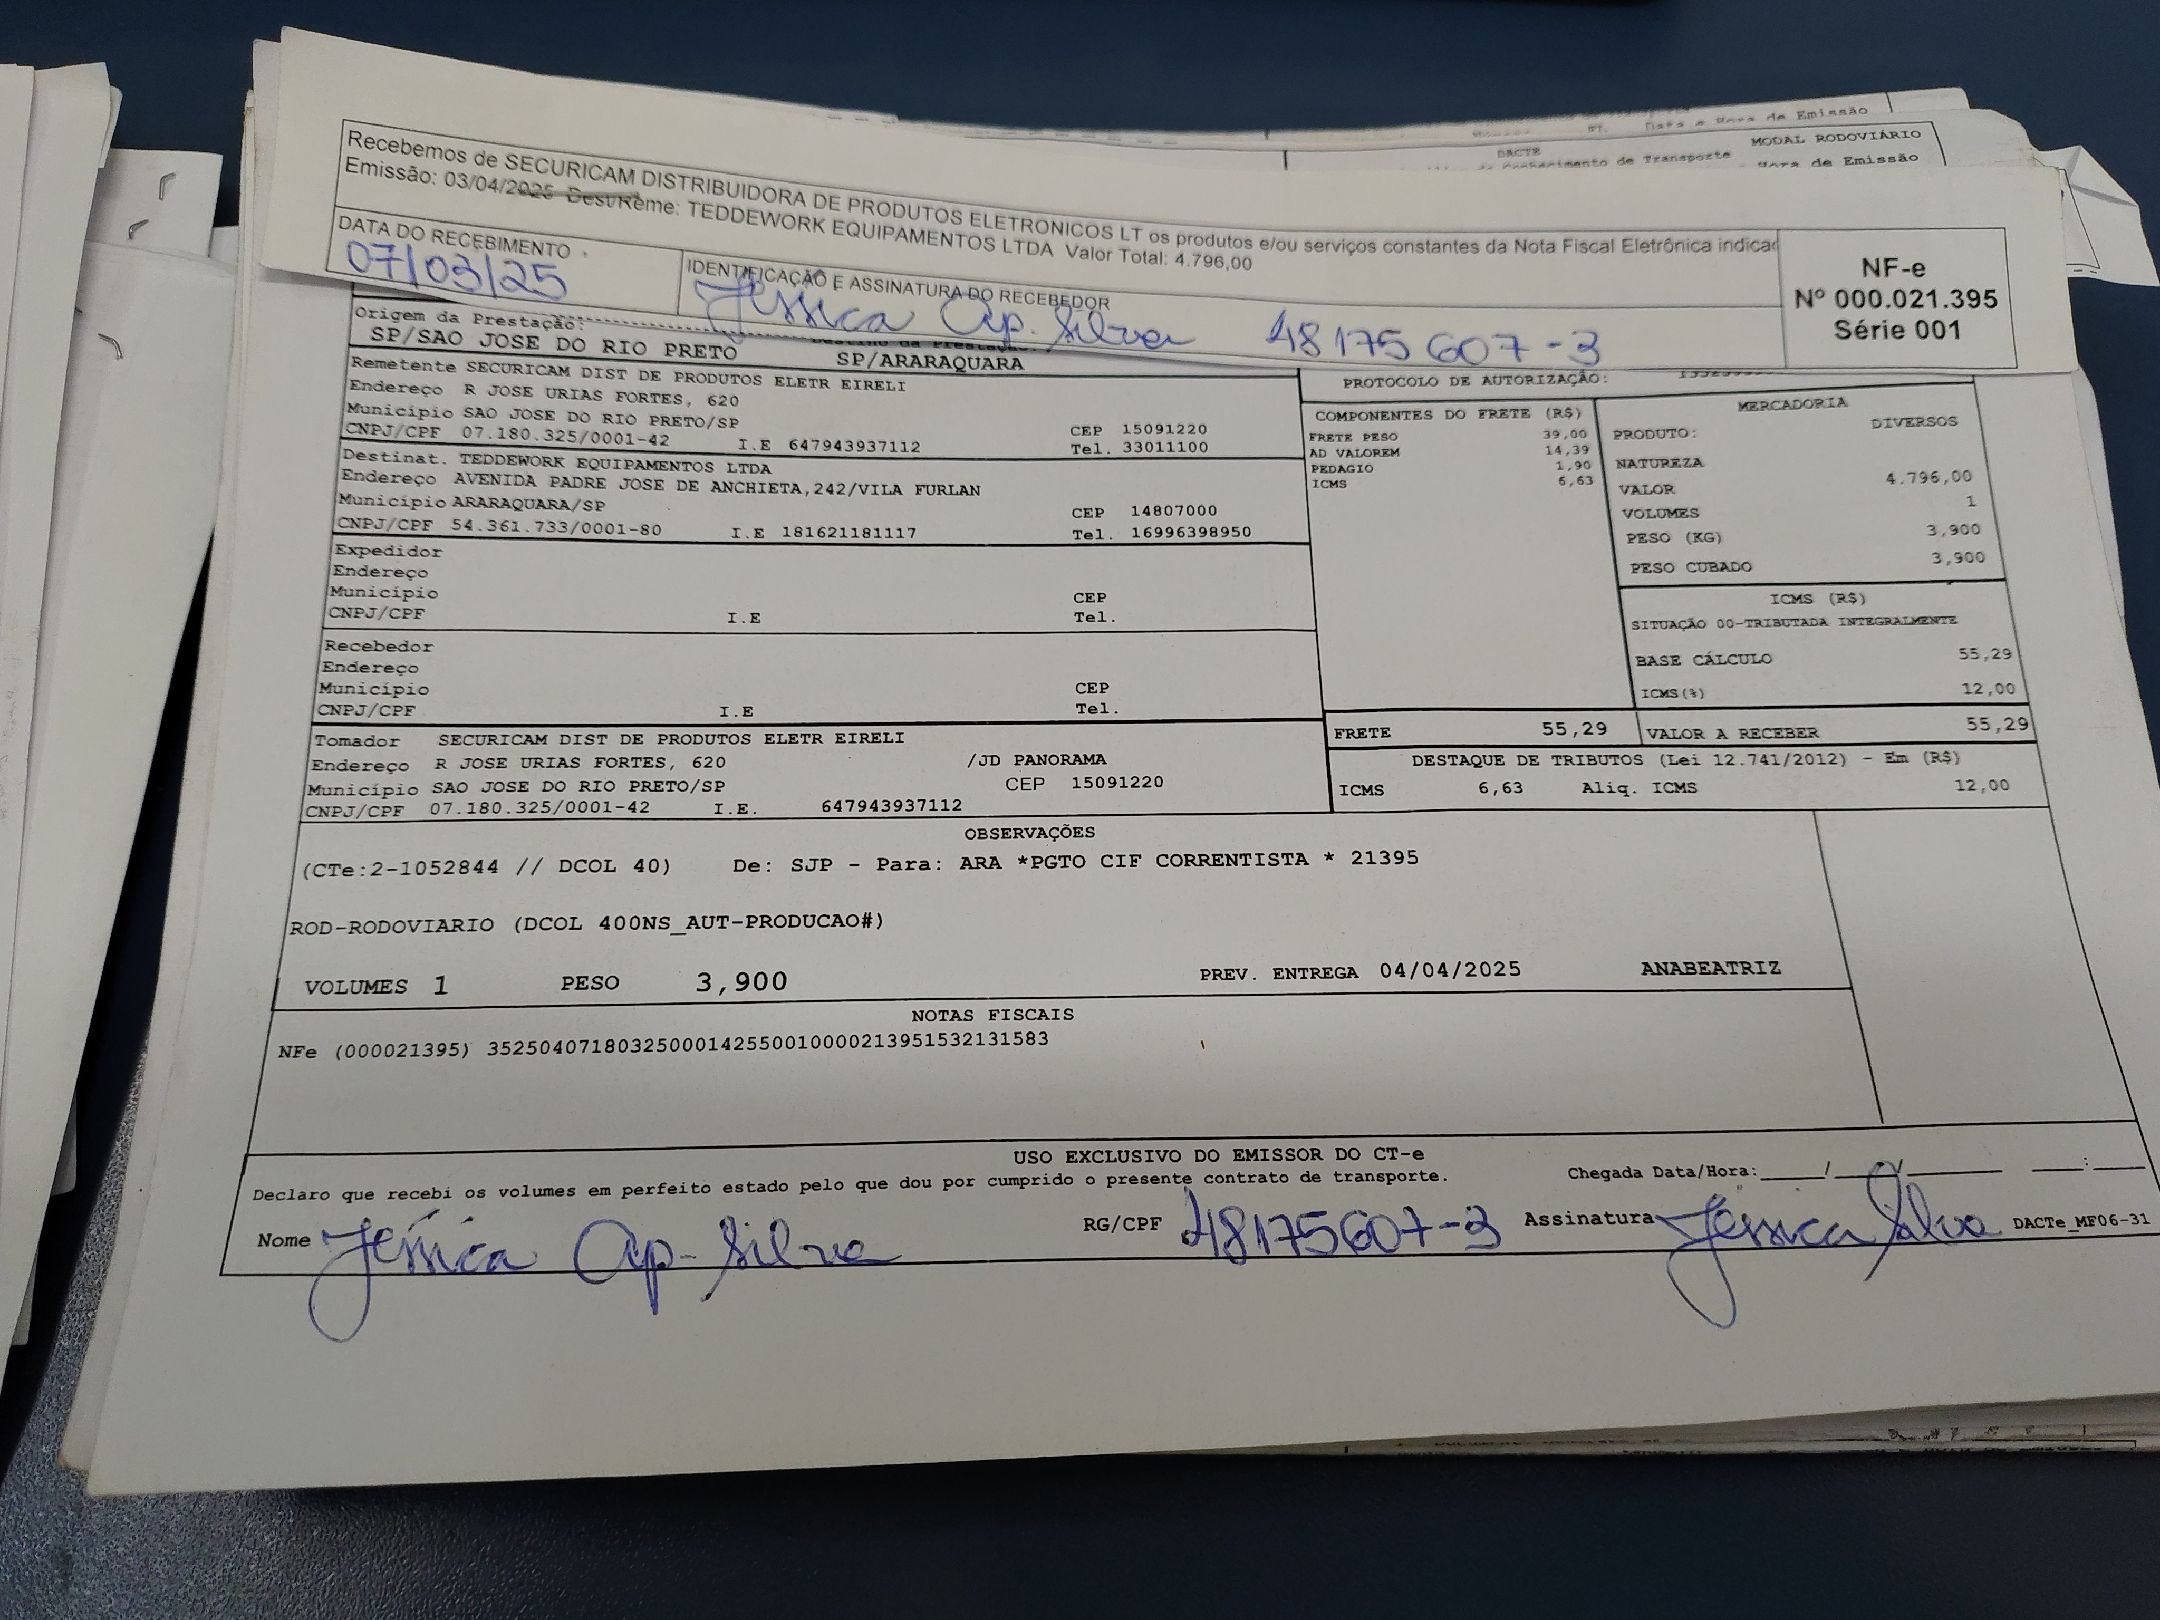 Data e Hora de Emissão
MODAL RODOVIÁRIO
DACTE
Conhecimento de Transporte
Hora de Emissão
Recebemos de SECURICAM DISTRIBUIDORA DE PRODUTOS ELETRONICOS LT os produtos e/ou serviços constantes da Nota Fiscal Eletrônica indicad
Emissão: 03/04/2025 Dest/Reme: TEDDEWORK EQUIPAMENTOS LTDA Valor Total: 4.796,00
DATA DO RECEBIMENTO
07/03/25
IDENTIFICAÇÃO E ASSINATURA DO RECEBEDOR
Jéssica Ap. Silva 48175607-3
NF-e
Nº 000.021.395
Série 001
Origem da Prestação:
SP/SAO JOSE DO RIO PRETO
SP/ARARAQUARA
Remetente SECURICAM DIST DE PRODUTOS ELETR EIRELI
Endereço R JOSE URIAS FORTES, 620
Município SAO JOSE DO RIO PRETO/SP CEP 15091220
CNPJ/CPF 07.180.325/0001-42 I.E 647943937112 Tel. 33011100
Destinat. TEDDEWORK EQUIPAMENTOS LTDA
Endereço AVENIDA PADRE JOSE DE ANCHIETA,242/VILA FURLAN
Município ARARAQUARA/SP CEP 14807000
CNPJ/CPF 54.361.733/0001-80 I.E 181621181117 Tel. 16996398950
Expedidor
Endereço
Município CEP
CNPJ/CPF I.E Tel.
Recebedor
Endereço
Município CEP
CNPJ/CPF I.E Tel.
Tomador SECURICAM DIST DE PRODUTOS ELETR EIRELI
Endereço R JOSE URIAS FORTES, 620 /JD PANORAMA
Município SAO JOSE DO RIO PRETO/SP CEP 15091220
CNPJ/CPF 07.180.325/0001-42 I.E. 647943937112
PROTOCOLO DE AUTORIZAÇÃO:
COMPONENTES DO FRETE (R$)
FRETE PESO 39,00
AD VALOREM 14,39
PEDAGIO 1,90
ICMS 6,63
MERCADORIA
PRODUTO: DIVERSOS
NATUREZA
VALOR 4.796,00
VOLUMES 1
PESO (KG) 3,900
PESO CUBADO 3,900
ICMS (R$)
SITUAÇÃO 00-TRIBUTADA INTEGRALMENTE
BASE CÁLCULO 55,29
ICMS(%) 12,00
FRETE 55,29 VALOR A RECEBER 55,29
DESTAQUE DE TRIBUTOS (Lei 12.741/2012) - Em (R$)
ICMS 6,63 Aliq. ICMS 12,00
OBSERVAÇÕES
(CTe:2-1052844 // DCOL 40) De: SJP - Para: ARA *PGTO CIF CORRENTISTA * 21395
ROD-RODOVIARIO (DCOL 400NS_AUT-PRODUCAO#)
VOLUMES 1 PESO 3,900 PREV. ENTREGA 04/04/2025 ANABEATRIZ
NOTAS FISCAIS
NFe (000021395) 35250407180325000142550010000213951532131583
USO EXCLUSIVO DO EMISSOR DO CT-e
Declaro que recebi os volumes em perfeito estado pelo que dou por cumprido o presente contrato de transporte. Chegada Data/Hora:____/____/____ ___:___
Nome Jéssica Ap. Silva RG/CPF 48175607-3 Assinatura Jéssica Silva DACTe_MF06-31